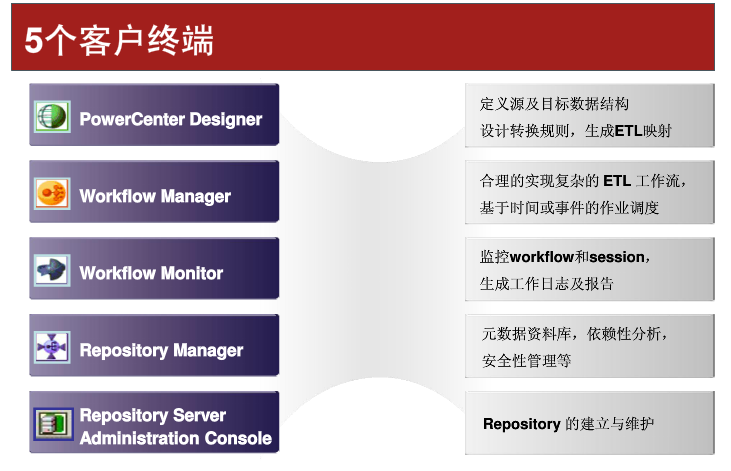 5个客户终端
PowerCenter Designer
定义源及目标数据结构
设计转换规则，生成ETL映射
Workflow Manager
合理的实现复杂的 ETL 工作流，
基于时间或事件的作业调度
Workflow Monitor
监控workflow和session，
生成工作日志及报告
Repository Manager
元数据资料库，依赖性分析，
安全性管理等
Repository Server
Administration Console
Repository 的建立与维护